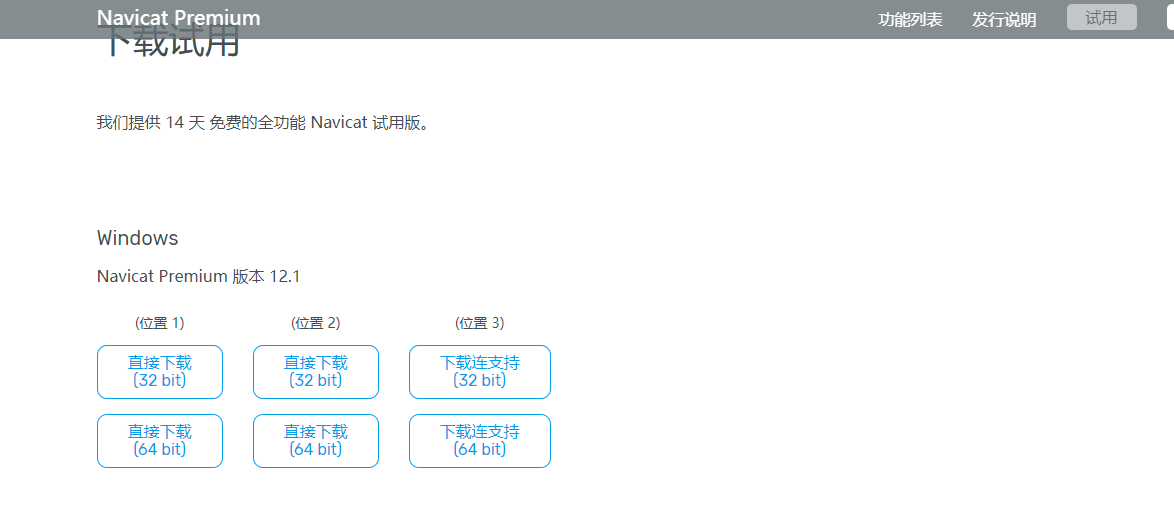 Navicat Premium
功能列表
发行说明
试用
下载试用
我们提供 14 天 免费的全功能 Navicat 试用版。
Windows
Navicat Premium 版本 12.1
(位置 1)
(位置 2)
(位置 3)
直接下载
(32 bit)
直接下载
(32 bit)
下载连支持
(32 bit)
直接下载
(64 bit)
直接下载
(64 bit)
下载连支持
(64 bit)